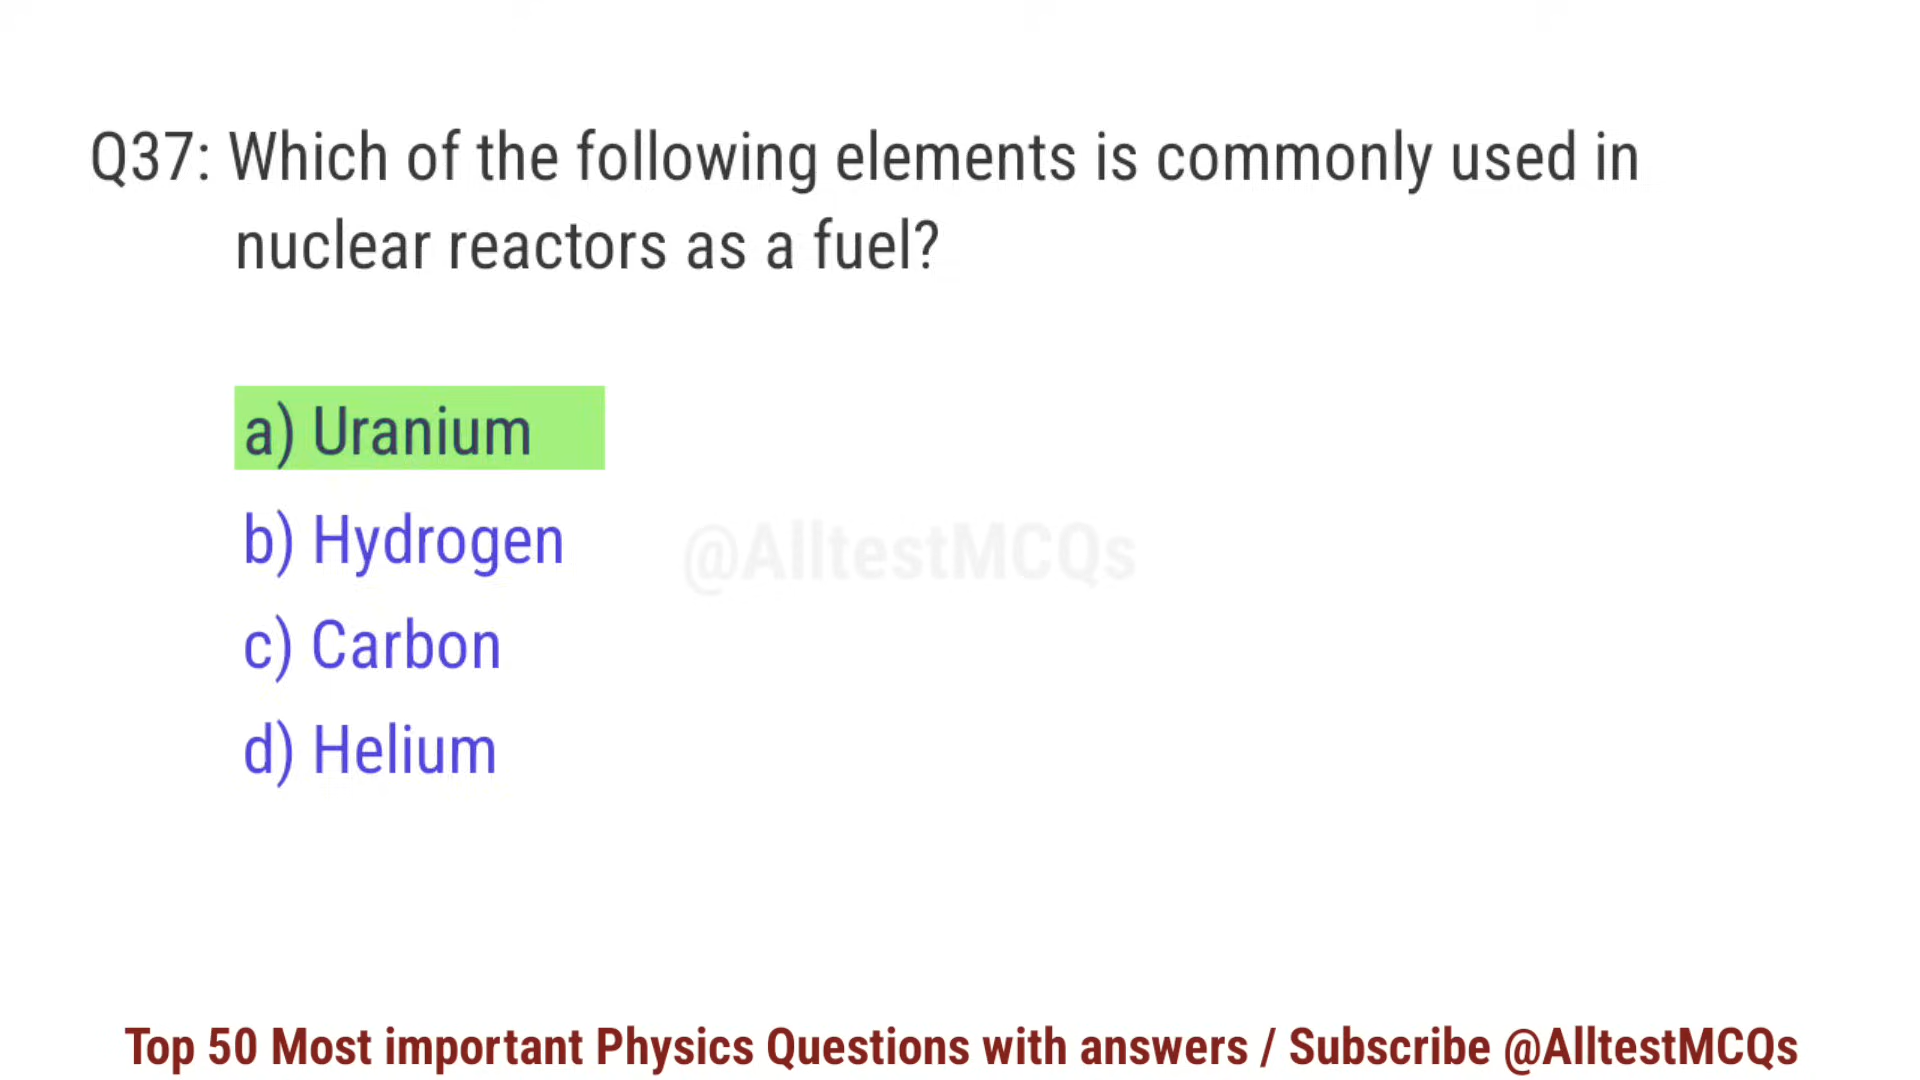 Q37: Which of the following elements is commonly used in
nuclear reactors as a fuel?
a) Uranium
b) Hydrogen
@AlltestMCQs
c) Carbon
d) Helium
Top 50 Most important Physics Questions with answers / Subscribe @AlltestMCQs